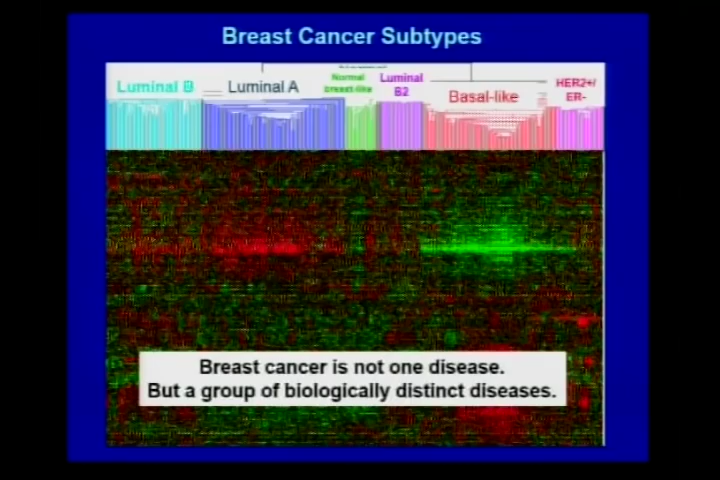 Breast Cancer Subtypes
Luminal B
Luminal A
Normal
breast-like
Luminal
B2
Basal-like
HER2+/
ER-
Breast cancer is not one disease.
But a group of biologically distinct diseases.